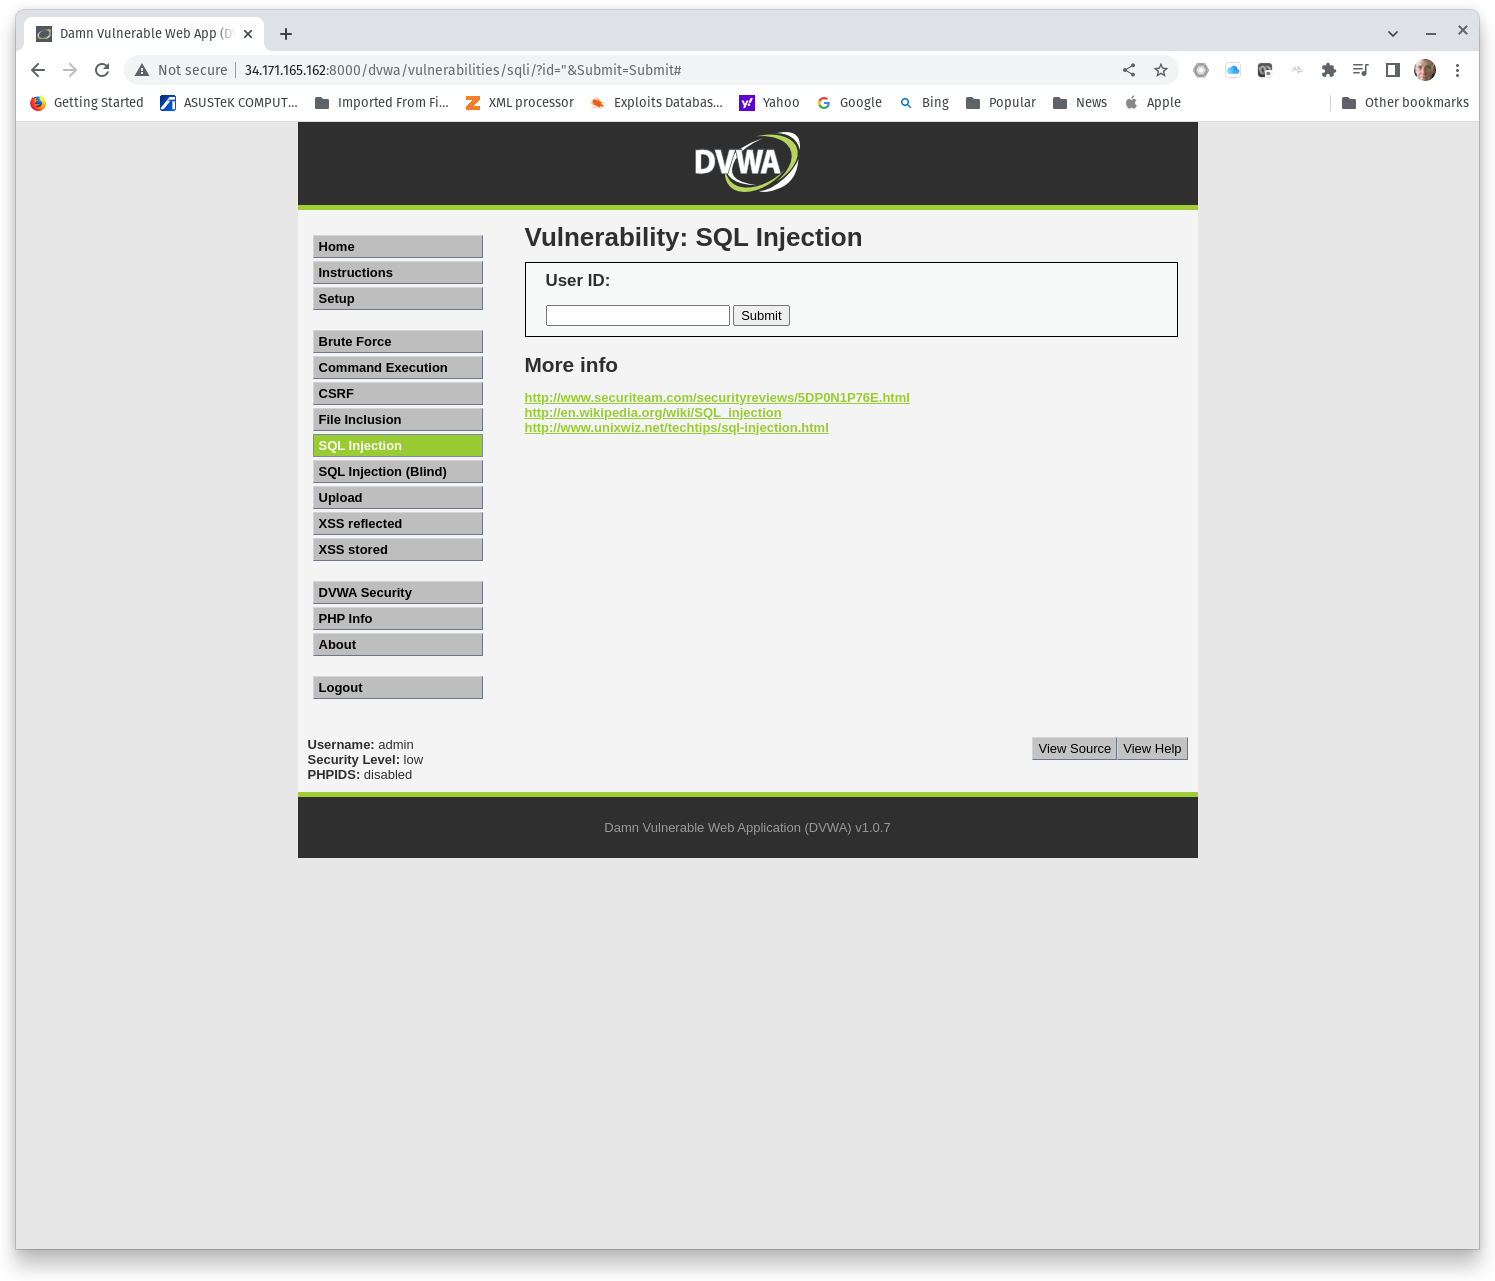 Damn Vulnerable Web App (D
Not secure
34.171.165.162:8000/dvwa/vulnerabilities/sqli/?id="&Submit=Submit#
Getting Started
ASUSTeK COMPUT...
Imported From Fi...
XML processor
Exploits Databas...
Yahoo
Google
Bing
Popular
News
Apple
Other bookmarks
DVWA
Home
Instructions
Setup
Brute Force
Command Execution
CSRF
File Inclusion
SQL Injection
SQL Injection (Blind)
Upload
XSS reflected
XSS stored
DVWA Security
PHP Info
About
Logout
Vulnerability: SQL Injection
User ID:
Submit
More info
http://www.securiteam.com/securityreviews/5DP0N1P76E.html
http://en.wikipedia.org/wiki/SQL_injection
http://www.unixwiz.net/techtips/sql-injection.html
Username: admin
Security Level: low
PHPIDS: disabled
View Source
View Help
Damn Vulnerable Web Application (DVWA) v1.0.7